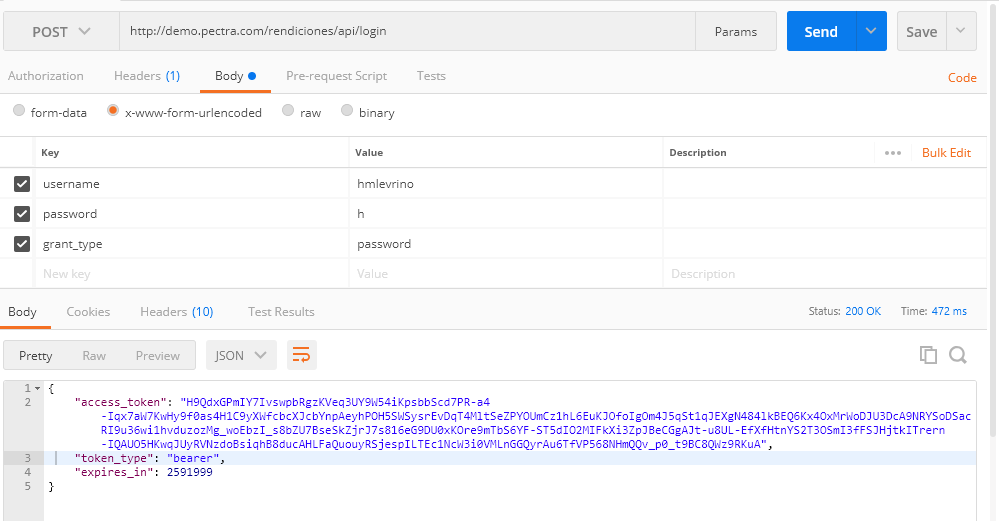 POST http://demo.pectra.com/rendiciones/api/login Params Send Save
Authorization Headers (1) Body Pre-request Script Tests Code
form-data x-www-form-urlencoded raw binary
Key Value Description ••• Bulk Edit
username hmlevrino
password h
grant_type password
New key Value Description
Body Cookies Headers (10) Test Results Status: 200 OK Time: 472 ms
Pretty Raw Preview JSON
1 {
2 "access_token": "H9QdxGPmIY7IvswpbRgzKVeq3UY9W54iKpsbbScd7PR-a4
-Iqx7aW7KwHy9f0as4H1C9yXWfcbcXJcbYnpAeyhPOH5SWSysrEvDqT4MltSeZPYOUmCz1hL6EuKJOfoIgOm4J5qSt1qJEXgN4841kBEQ6Kx4OxMrWoDJU3DcA9NRYSoDSac
RI9u36wi1hvduzozMg_woEbzI_s8bZU7BseSkZjrJ7s816eG9DU0xKOre9mTbS6YF-ST5dIO2MIFkXi3ZpJBeCGgAJt-u8UL-EfXfHtnYS2T3OSmI3fFSJHjtkITrern
-IQAUO5HKwqJUyRVNzdoBsiqhB8ducAHLFaQuouyRSjespILTEc1NcW3i0VMLnGGQyrAu6TfVP568NHmQQv_p0_t9BC8QWz9RKuA",
3 "token_type": "bearer",
4 "expires_in": 2591999
5 }